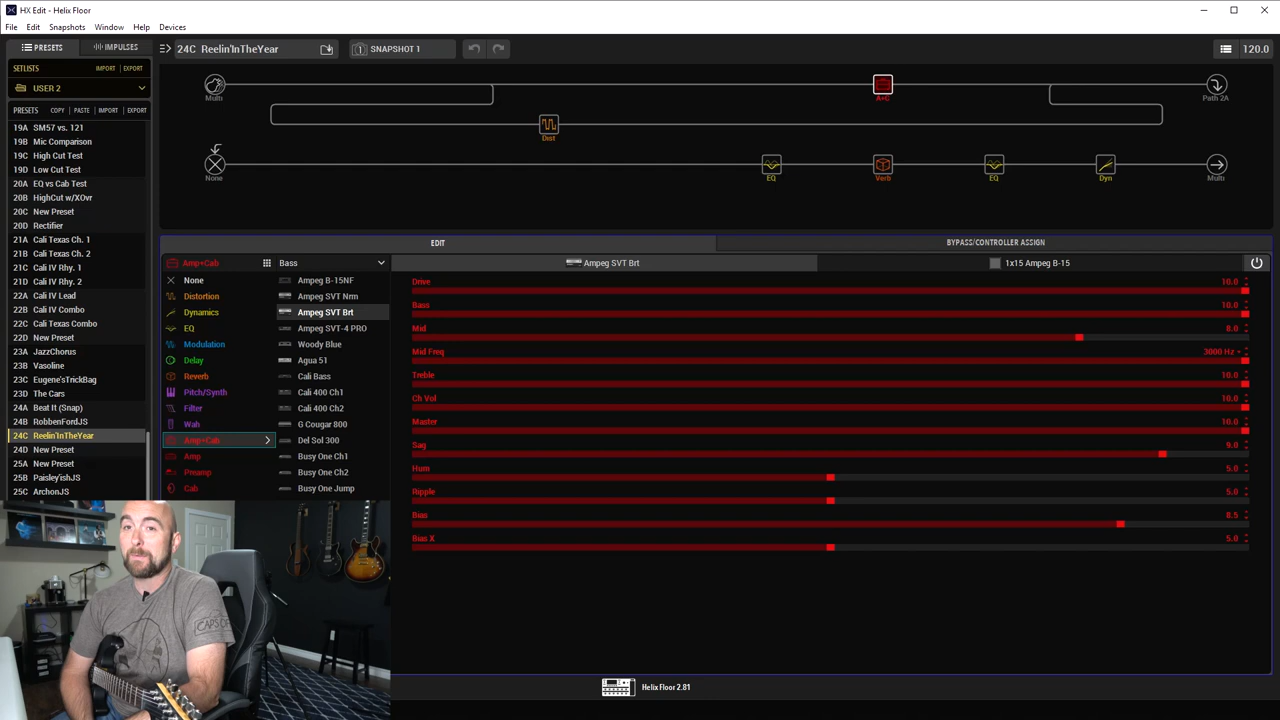 HX Edit - Helix Floor
File Edit Snapshots Window Help Devices
PRESETS IMPULSES
24C Reelin'InTheYear
1 SNAPSHOT 1
120.0
SETLISTS IMPORT EXPORT
USER 2
PRESETS COPY PASTE IMPORT EXPORT
19A SM57 vs. 121
19B Mic Comparison
19C High Cut Test
19D Low Cut Test
20A EQ vs Cab Test
20B HighCut w/XOvr
20C New Preset
20D Rectifier
21A Cali Texas Ch. 1
21B Cali Texas Ch. 2
21C Cali IV Rhy. 1
21D Cali IV Rhy. 2
22A Cali IV Lead
22B Cali IV Combo
22C Cali Texas Combo
22D New Preset
23A JazzChorus
23B Vasoline
23C Eugene'sTrickBag
23D The Cars
24A Beat It (Snap)
24B RobbenFordJS
24C Reelin'InTheYear
24D New Preset
25A New Preset
25B Paisley'ishJS
25C ArchonJS
Multi
A+C
Path 2A
Dist
None
EQ
Verb
EQ
Dyn
Multi
EDIT
BYPASS/CONTROLLER ASSIGN
Amp+Cab
Bass
Ampeg SVT Brt
1x15 Ampeg B-15
None
Distortion
Dynamics
EQ
Modulation
Delay
Reverb
Pitch/Synth
Filter
Wah
Amp+Cab
Amp
Preamp
Cab
Ampeg B-15NF
Ampeg SVT Nrm
Ampeg SVT Brt
Ampeg SVT-4 PRO
Woody Blue
Agua 51
Cali Bass
Cali 400 Ch1
Cali 400 Ch2
G Cougar 800
Del Sol 300
Busy One Ch1
Busy One Ch2
Busy One Jump
Drive 10.0
Bass 10.0
Mid 8.0
Mid Freq 3000 Hz
Treble 10.0
Ch Vol 10.0
Master 10.0
Sag 9.0
Hum 5.0
Ripple 5.0
Bias 8.5
Bias X 5.0
Helix Floor 2.81